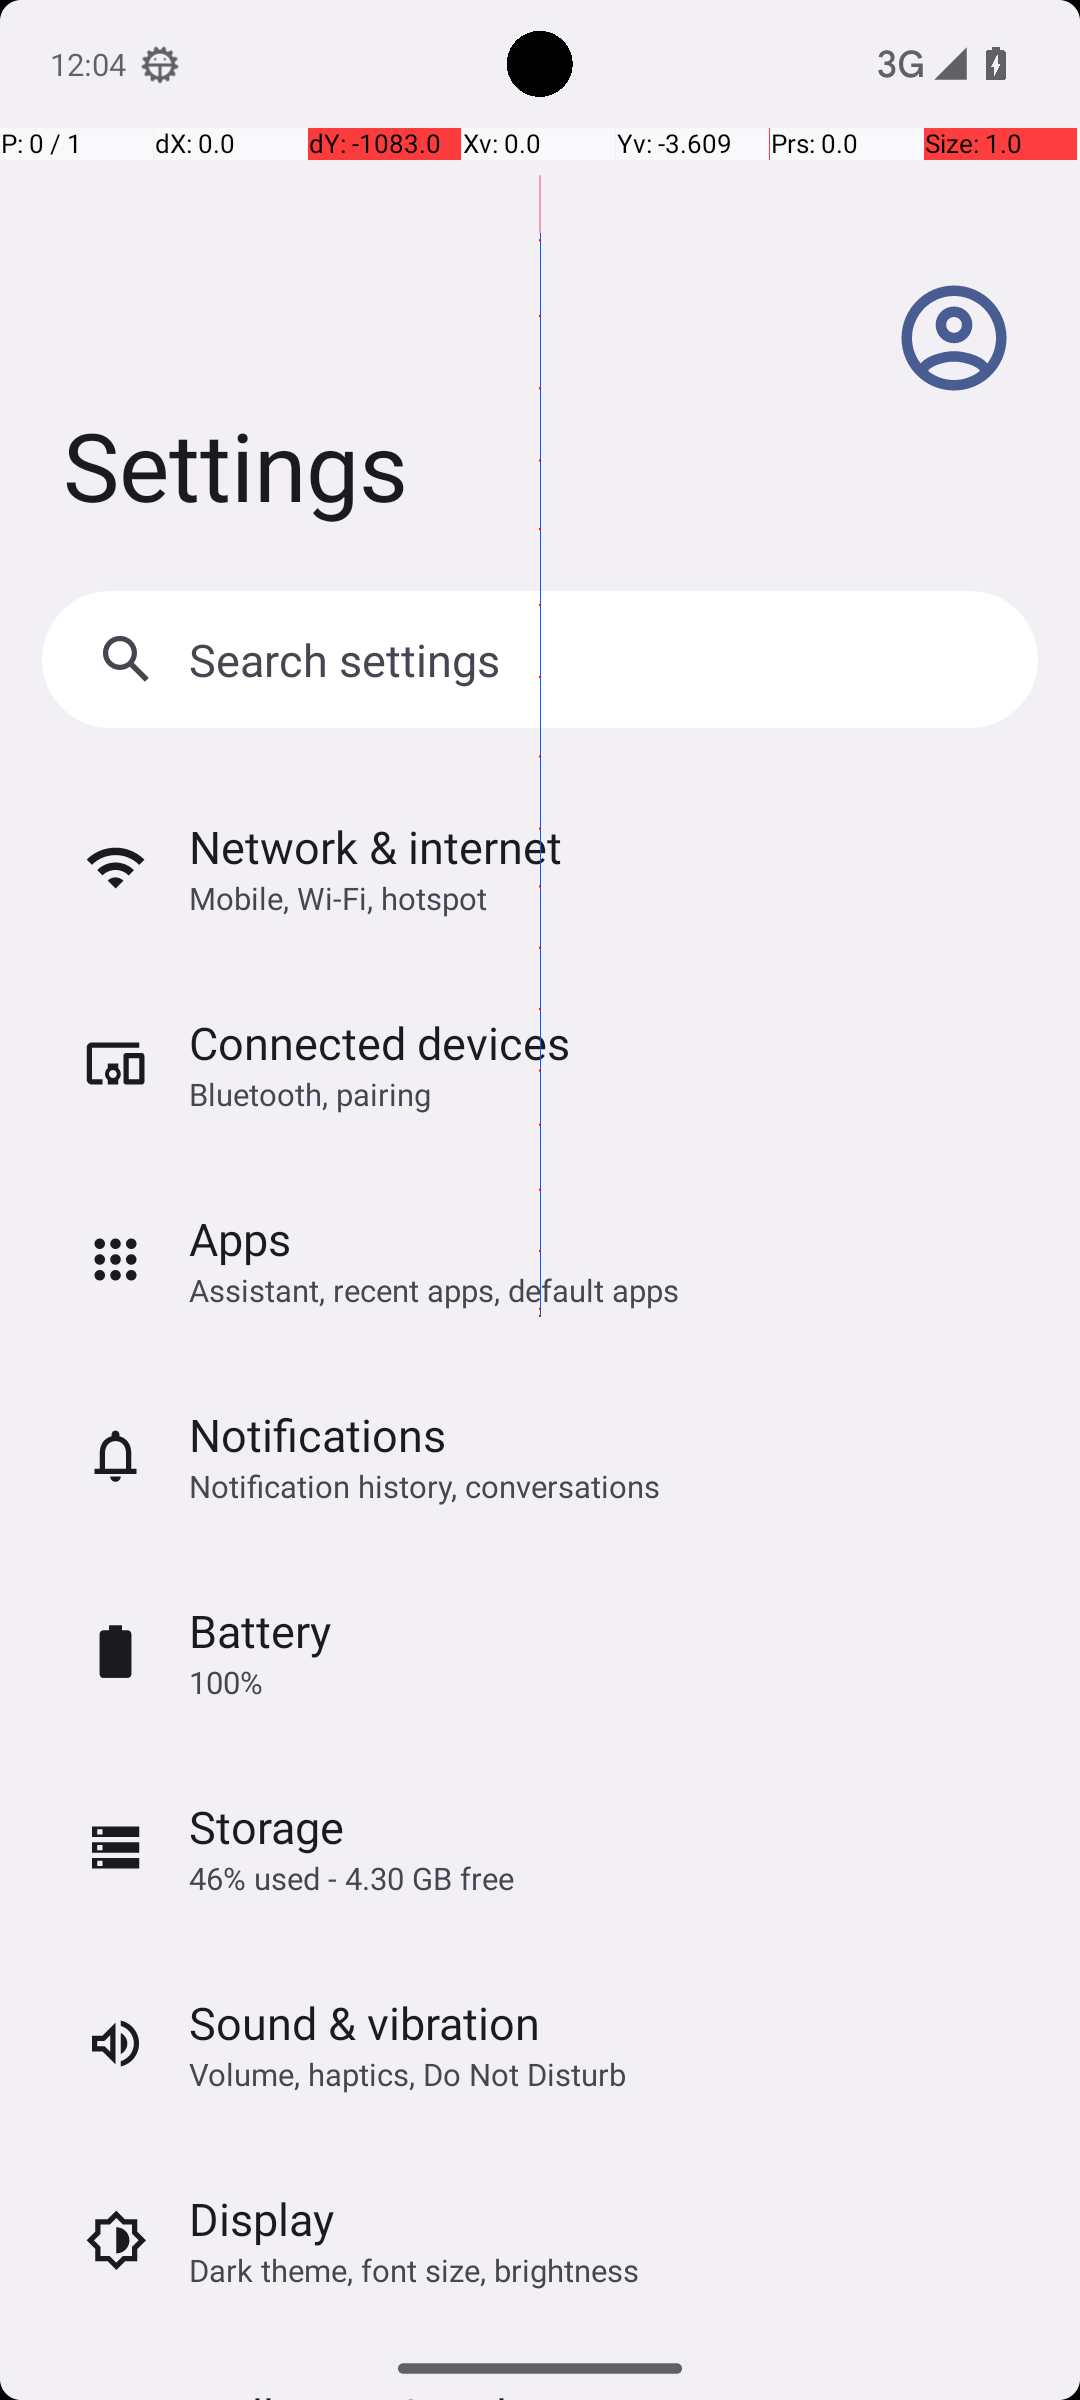 12:04
3G
P: 0 / 1 dX: 0.0 dY: -1083.0 Xv: 0.0 Yv: -3.609 Prs: 0.0 Size: 1.0
Settings
Search settings
Network & internet
Mobile, Wi-Fi, hotspot
Connected devices
Bluetooth, pairing
Apps
Assistant, recent apps, default apps
Notifications
Notification history, conversations
Battery
100%
Storage
46% used - 4.30 GB free
Sound & vibration
Volume, haptics, Do Not Disturb
Display
Dark theme, font size, brightness